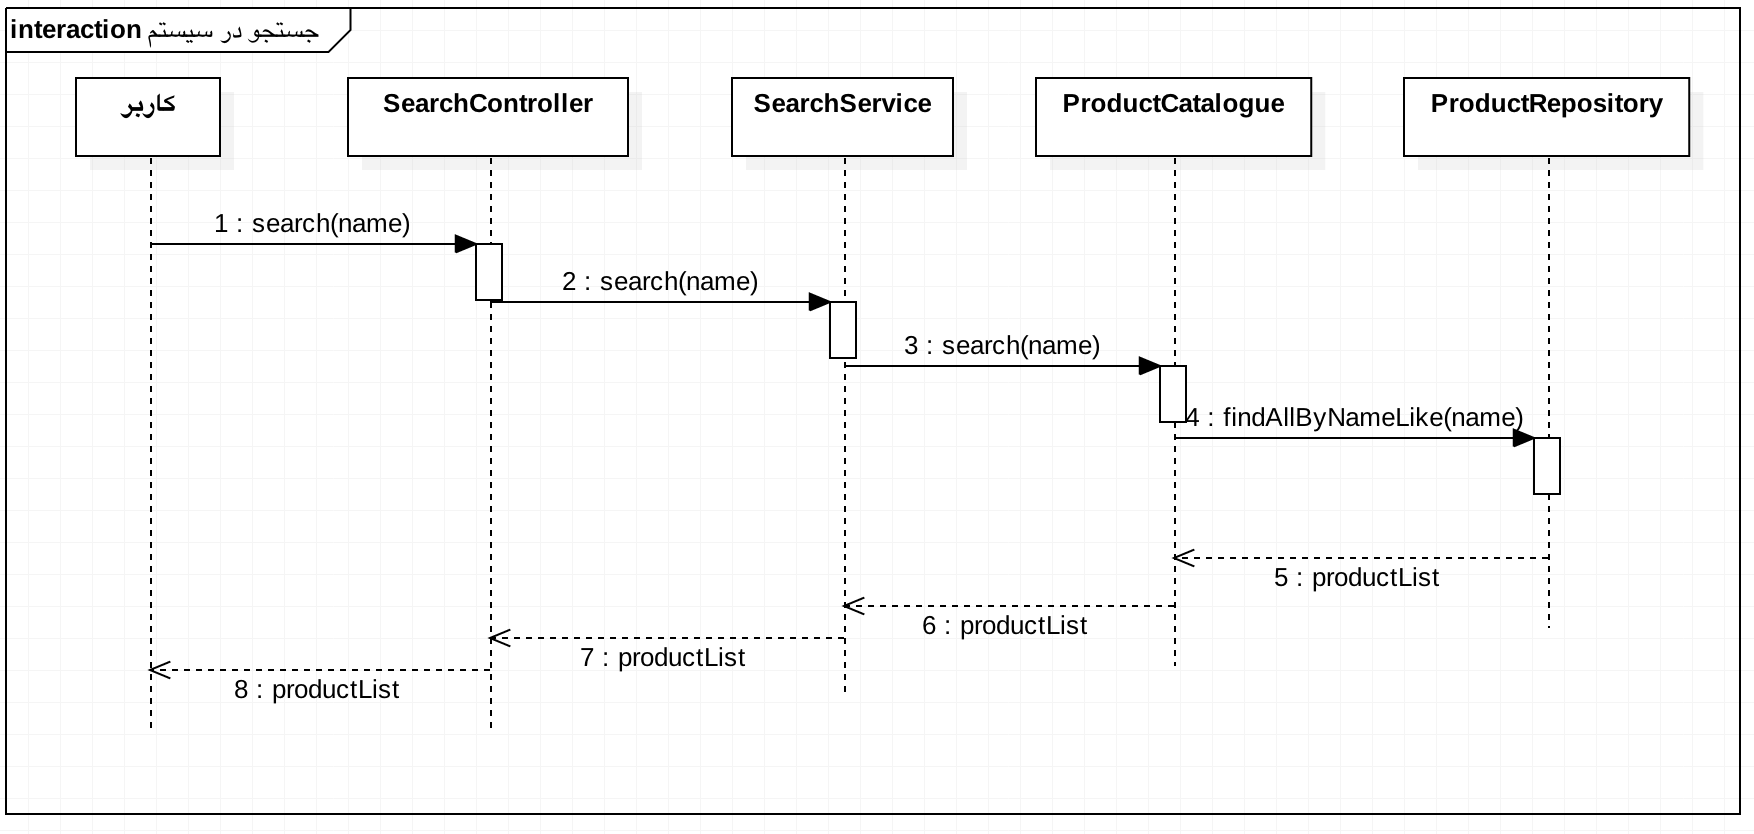 interaction جستجو در سیستم
کاربر
SearchController
SearchService
ProductCatalogue
ProductRepository
1 : search(name)
2 : search(name)
3 : search(name)
4 : findAllByNameLike(name)
5 : productList
6 : productList
7 : productList
8 : productList